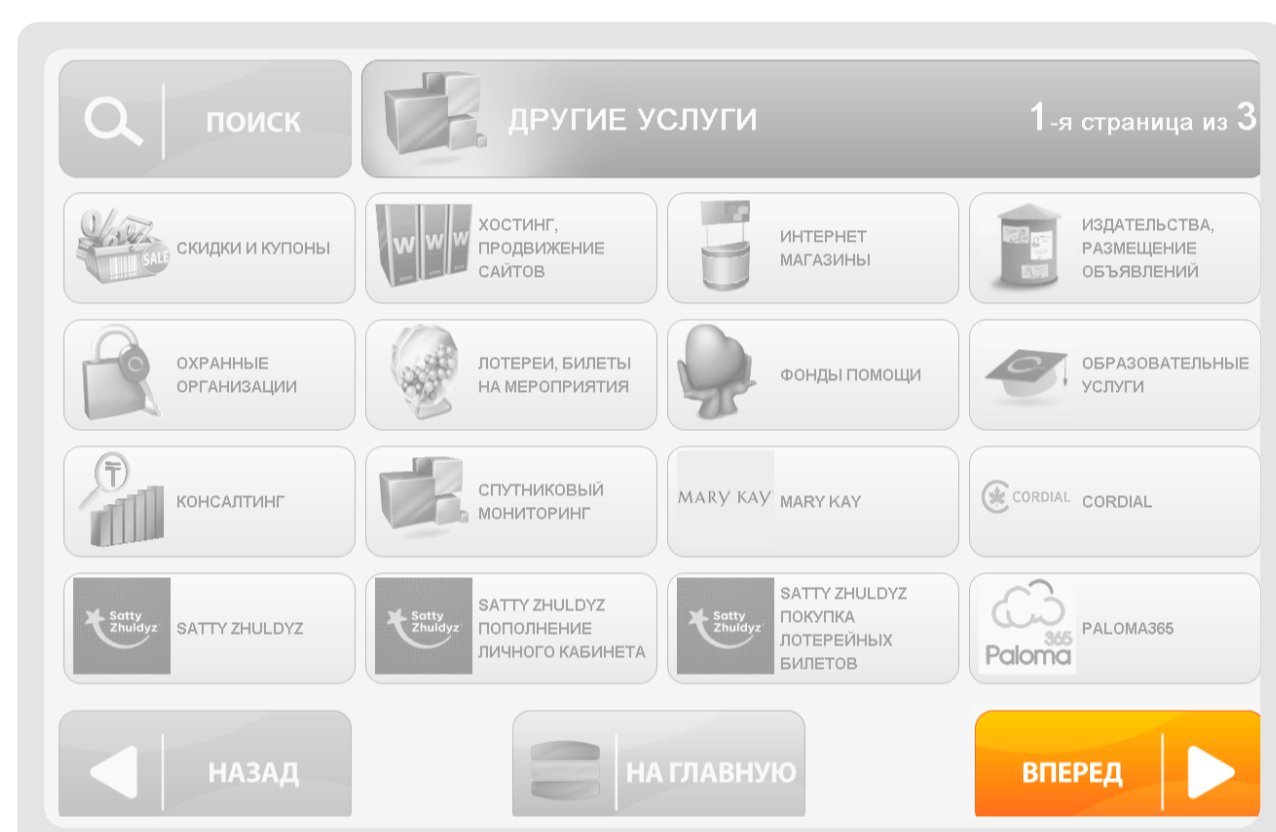 ПОИСК
ДРУГИЕ УСЛУГИ
1-я страница из 3
%%
SALE
СКИДКИ И КУПОНЫ
W W W
ХОСТИНГ,
ПРОДВИЖЕНИЕ
САЙТОВ
ИНТЕРНЕТ
МАГАЗИНЫ
ИЗДАТЕЛЬСТВА,
РАЗМЕЩЕНИЕ
ОБЪЯВЛЕНИЙ
ОХРАННЫЕ
ОРГАНИЗАЦИИ
ЛОТЕРЕИ, БИЛЕТЫ
НА МЕРОПРИЯТИЯ
ФОНДЫ ПОМОЩИ
ОБРАЗОВАТЕЛЬНЫЕ
УСЛУГИ
₸
КОНСАЛТИНГ
СПУТНИКОВЫЙ
МОНИТОРИНГ
MARY KAY
MARY KAY
CORDIAL
CORDIAL
Satty
Zhuldyz
SATTY ZHULDYZ
Satty
Zhuldyz
SATTY ZHULDYZ
ПОПОЛНЕНИЕ
ЛИЧНОГО КАБИНЕТА
Satty
Zhuldyz
SATTY ZHULDYZ
ПОКУПКА
ЛОТЕРЕЙНЫХ
БИЛЕТОВ
365
Paloma
PALOMA365
НАЗАД
НА ГЛАВНУЮ
ВПЕРЕД